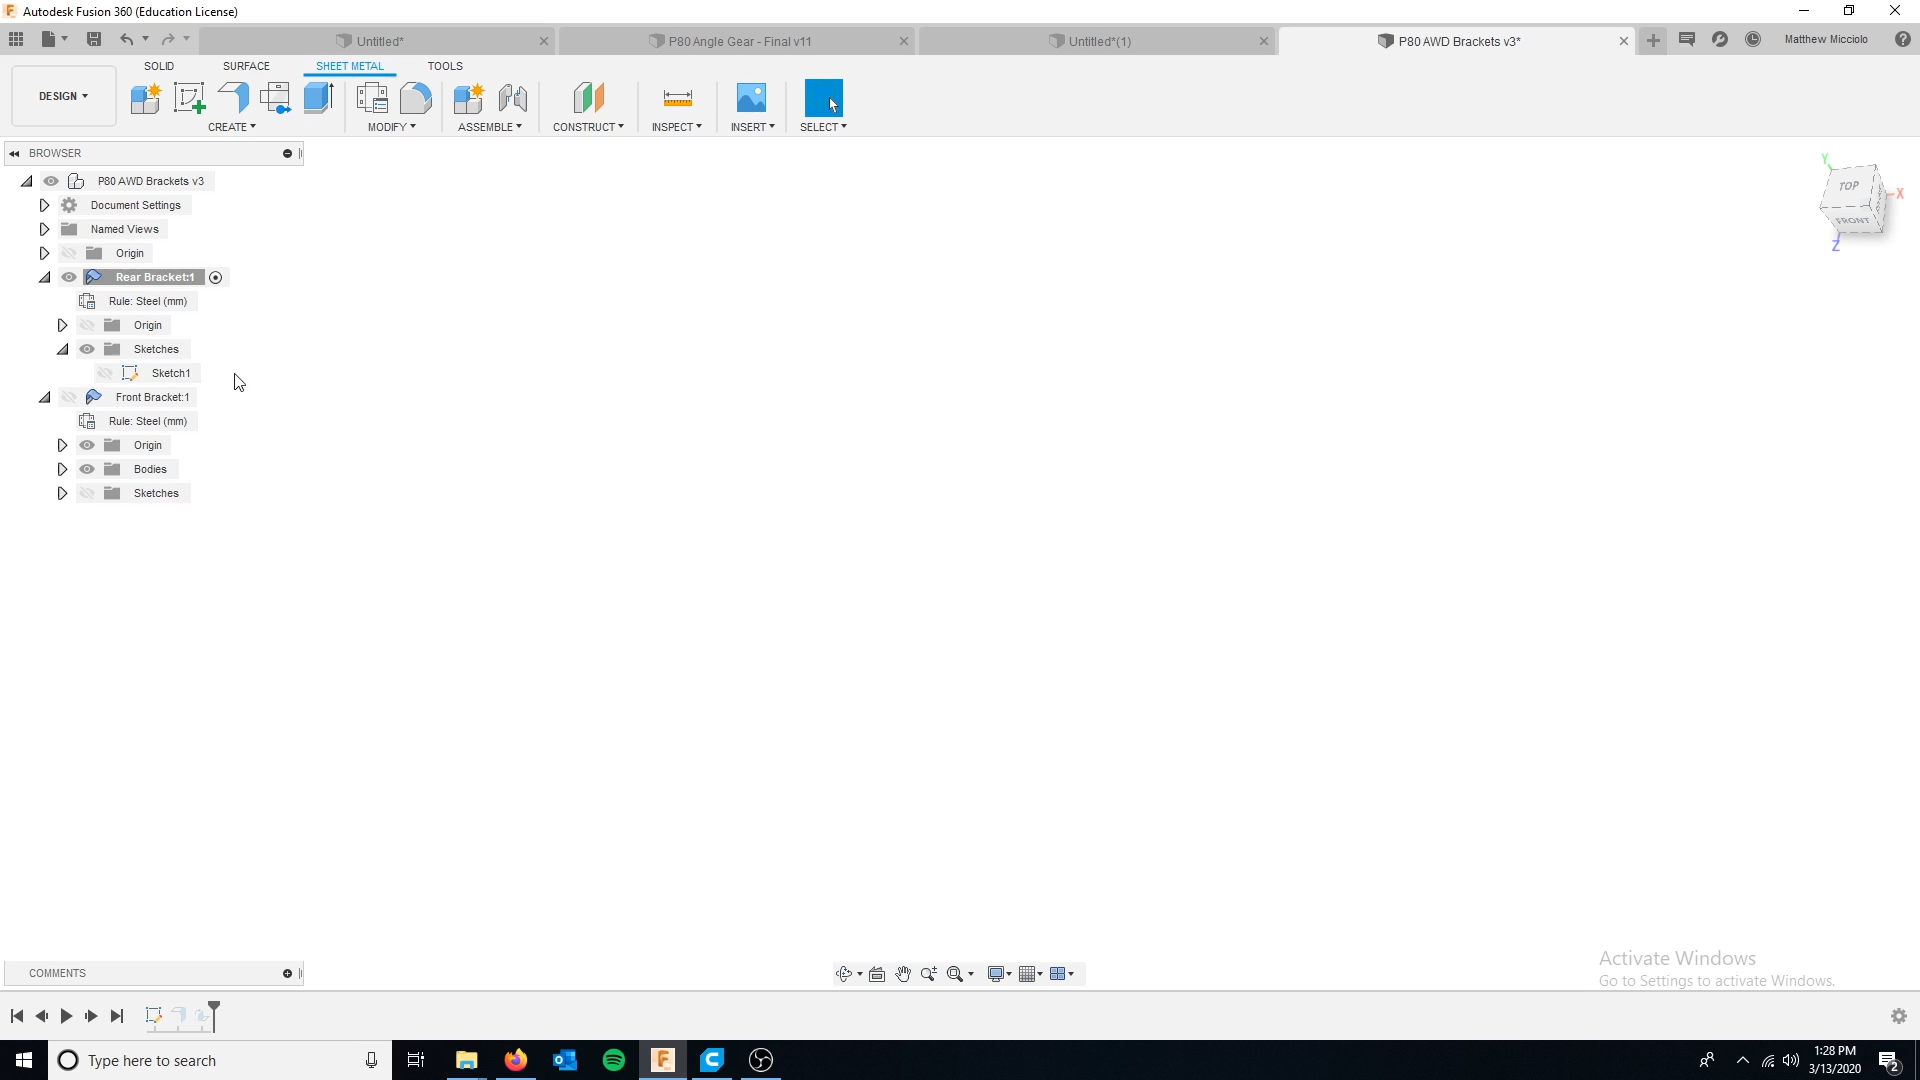 Autodesk Fusion 360 (Education License)
Untitled*
P80 Angle Gear - Final v11
Untitled*(1)
P80 AWD Brackets v3*
Matthew Micciolo
SOLID
SURFACE
SHEET METAL
TOOLS
DESIGN
CREATE
MODIFY
ASSEMBLE
CONSTRUCT
INSPECT
INSERT
SELECT
BROWSER
P80 AWD Brackets v3
Document Settings
Named Views
Origin
Rear Bracket:1
Rule: Steel (mm)
Origin
Sketches
Sketch1
Front Bracket:1
Rule: Steel (mm)
Origin
Bodies
Sketches
Y
TOP
X
FRONT
Z
COMMENTS
Activate Windows
Go to Settings to activate Windows.
Type here to search
1:28 PM
3/13/2020
2